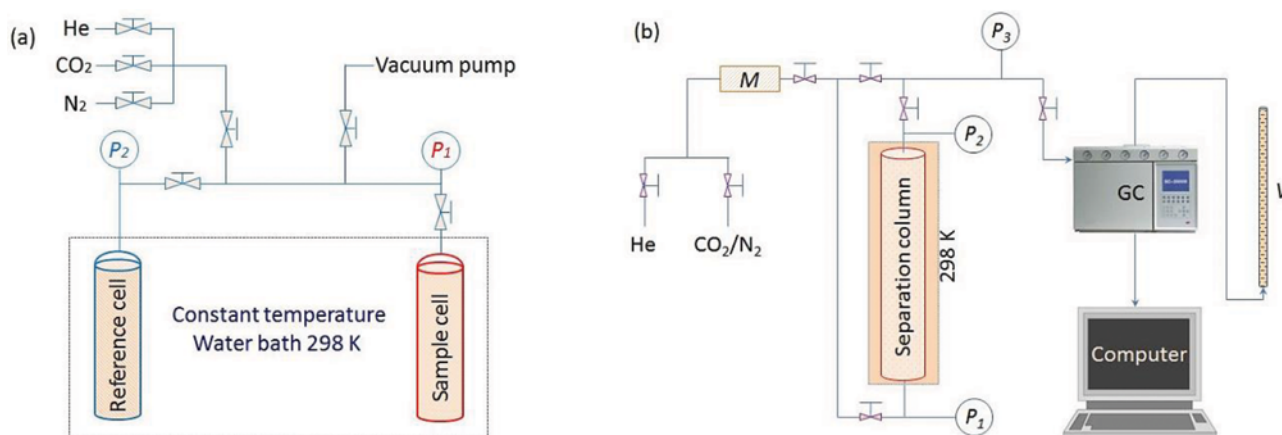 (a)
He
CO₂
N₂
Vacuum pump
P₂
P₁
Reference cell
Constant temperature
Water bath 298 K
Sample cell
(b)
M
P₃
P₂
He
CO₂/N₂
Separation column
298 K
P₁
GC
V
Computer